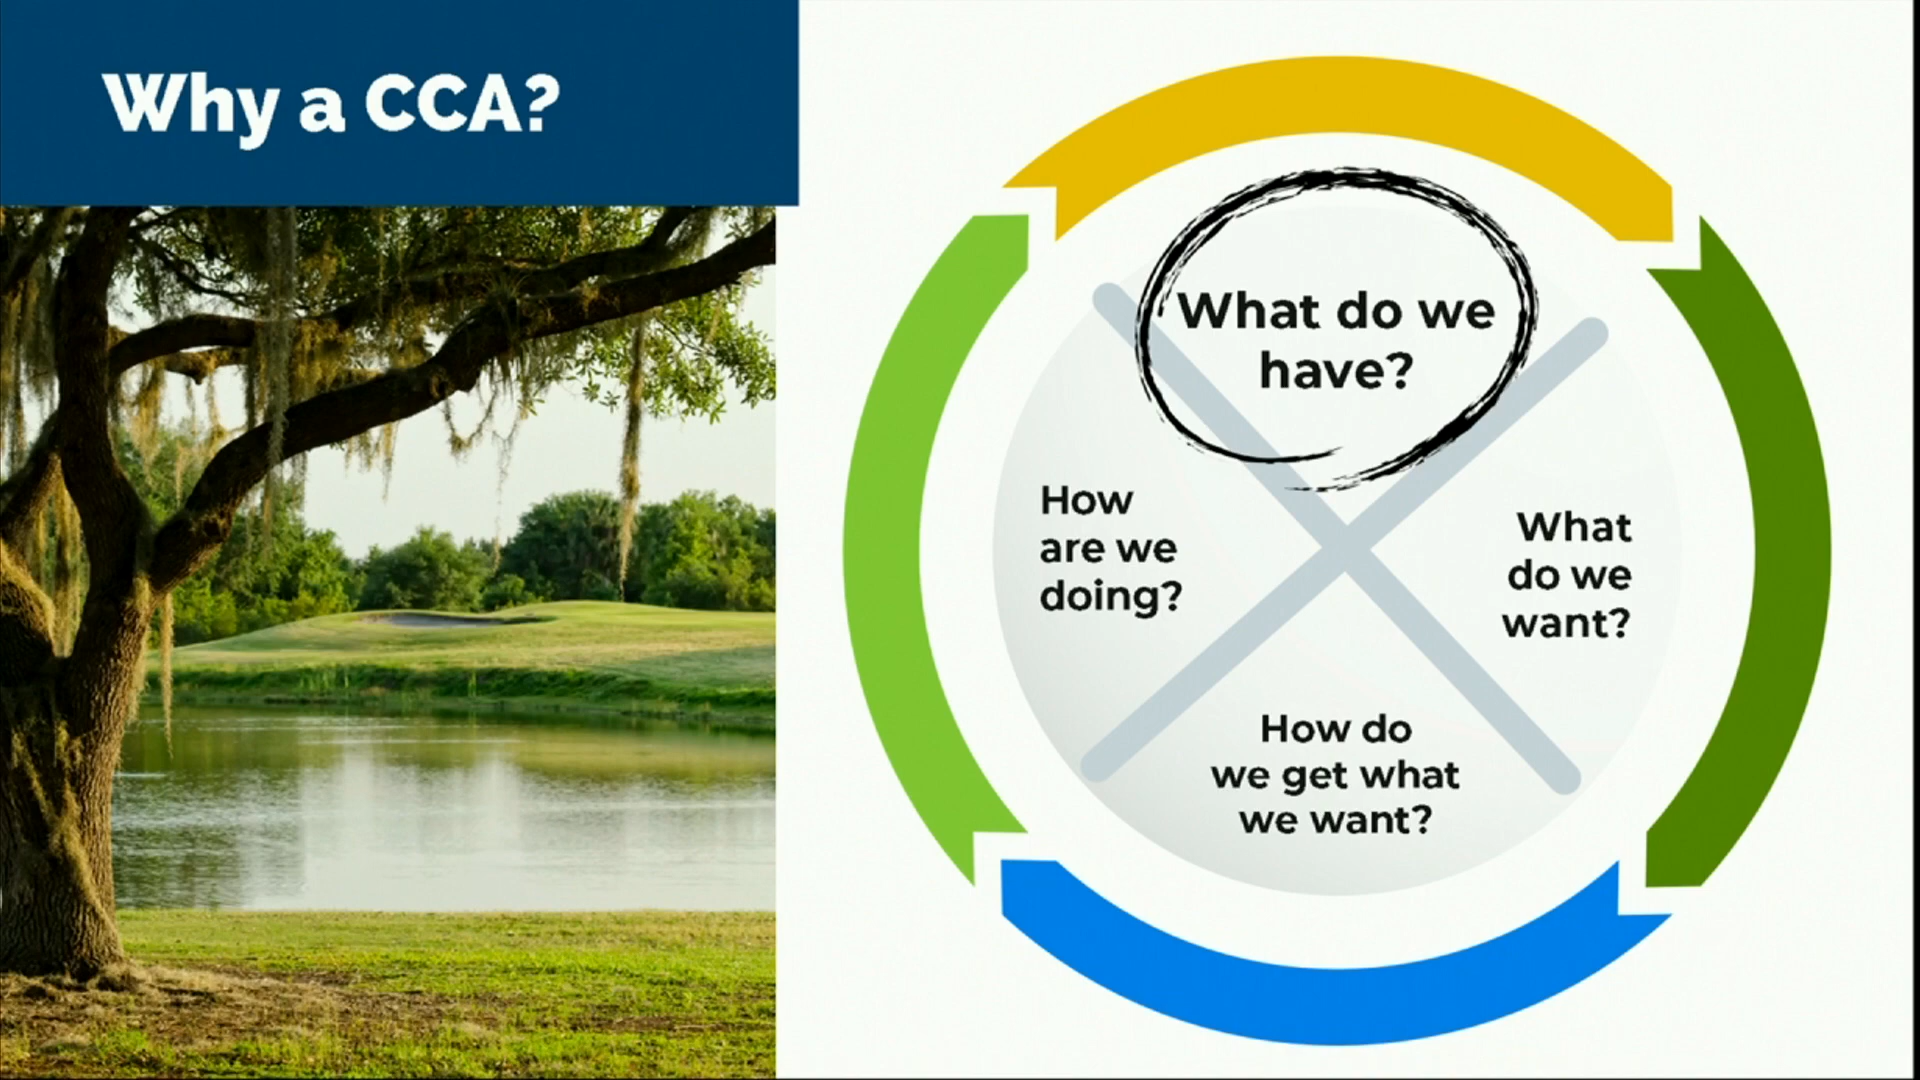 Why a CCA?
What do we
have?
What
do we
want?
How do
we get what
we want?
How
are we
doing?